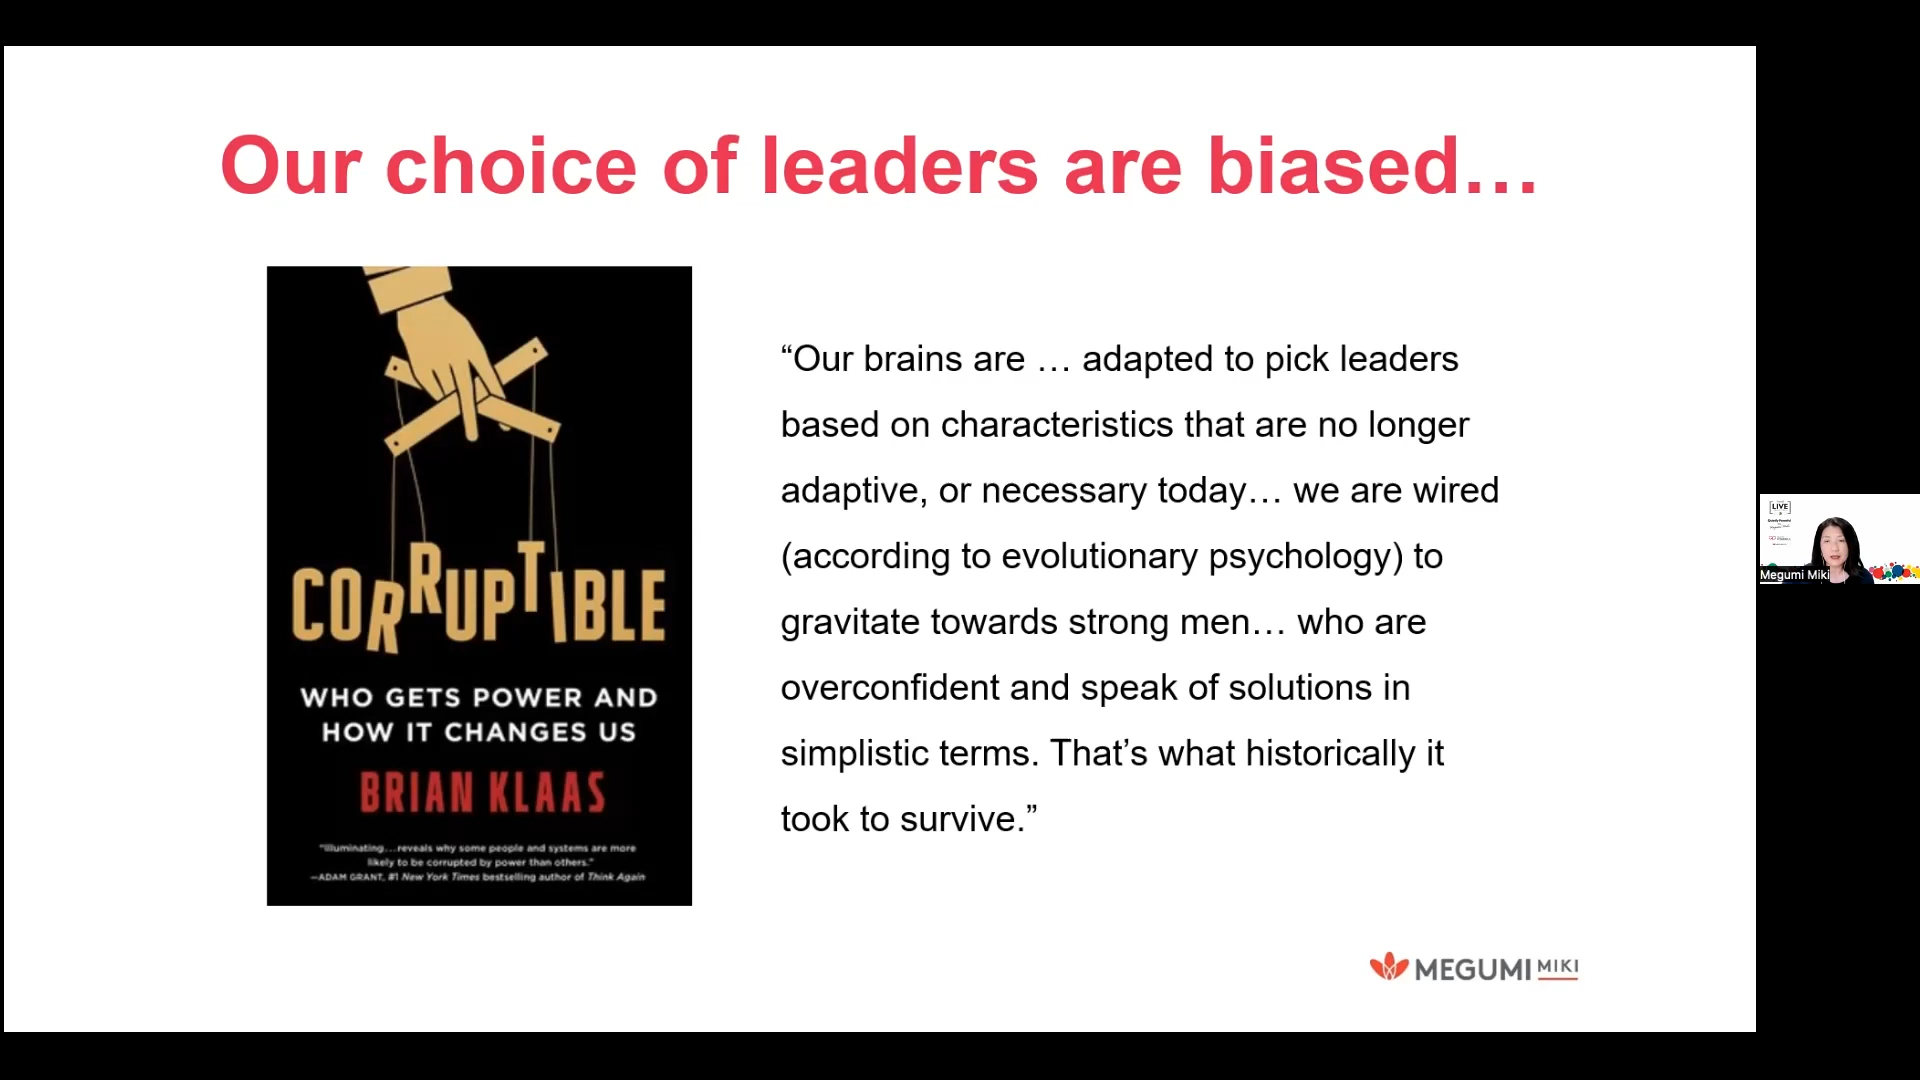 Our choice of leaders are biased…
CORRUPTIBLE
WHO GETS POWER AND
HOW IT CHANGES US
BRIAN KLAAS
"Illuminating...reveals why some people and systems are more
likely to be corrupted by power than others."
—ADAM GRANT, #1 New York Times bestselling author of Think Again
“Our brains are … adapted to pick leaders
based on characteristics that are no longer
adaptive, or necessary today… we are wired
(according to evolutionary psychology) to
gravitate towards strong men… who are
overconfident and speak of solutions in
simplistic terms. That’s what historically it
took to survive.”
MEGUMI MIKI
LIVE
Megumi Miki